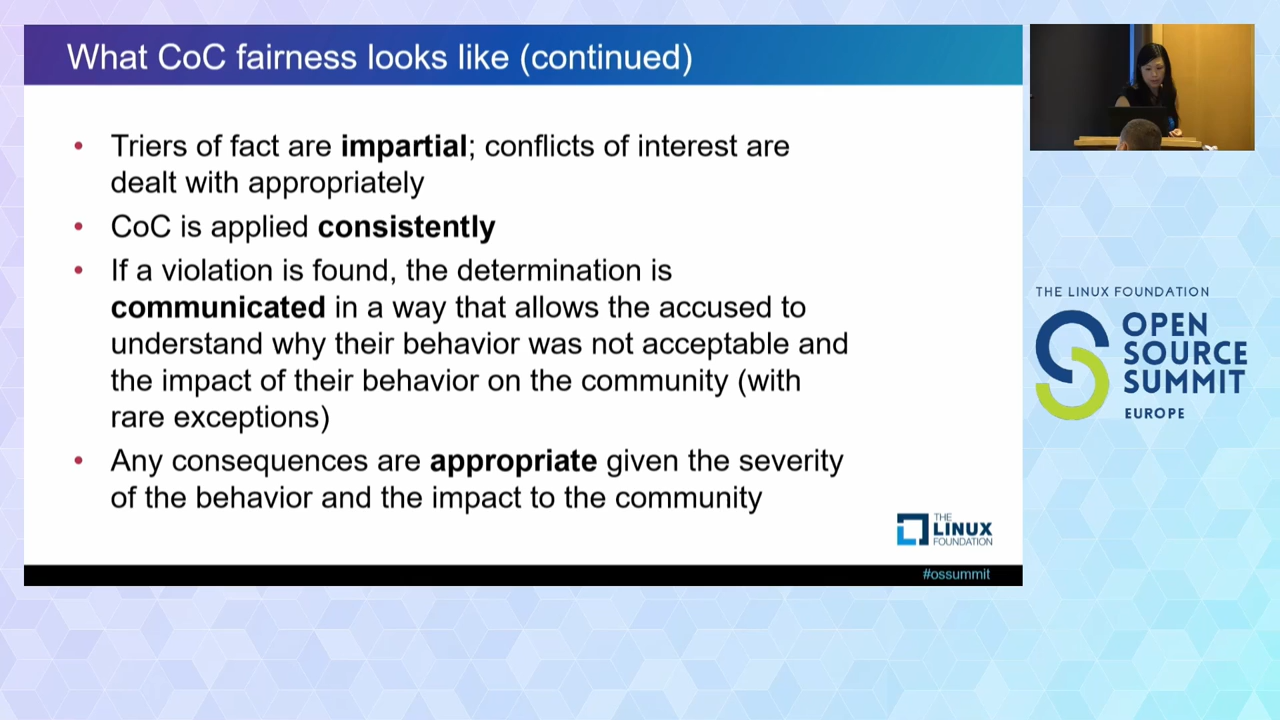 What CoC fairness looks like (continued)
• Triers of fact are impartial; conflicts of interest are
dealt with appropriately
• CoC is applied consistently
• If a violation is found, the determination is
communicated in a way that allows the accused to
understand why their behavior was not acceptable and
the impact of their behavior on the community (with
rare exceptions)
• Any consequences are appropriate given the severity
of the behavior and the impact to the community
THE
LINUX
FOUNDATION
#ossummit
THE LINUX FOUNDATION
OPEN
SOURCE
SUMMIT
EUROPE